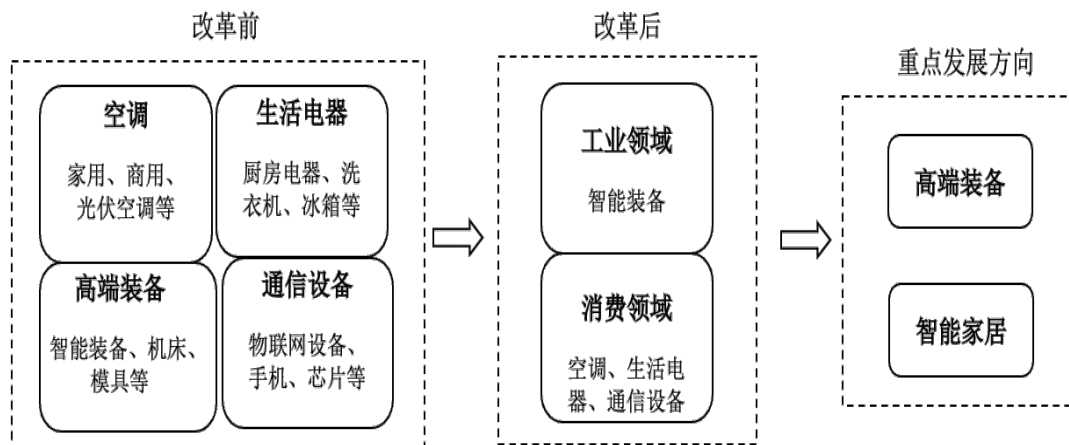 改革前
空调
家用、商用、
光伏空调等
生活电器
厨房电器、洗
衣机、冰箱等
高端装备
智能装备、机床、
模具等
通信设备
物联网设备、
手机、芯片等
改革后
工业领域
智能装备
消费领域
空调、生活电
器、通信设备
重点发展方向
高端装备
智能家居